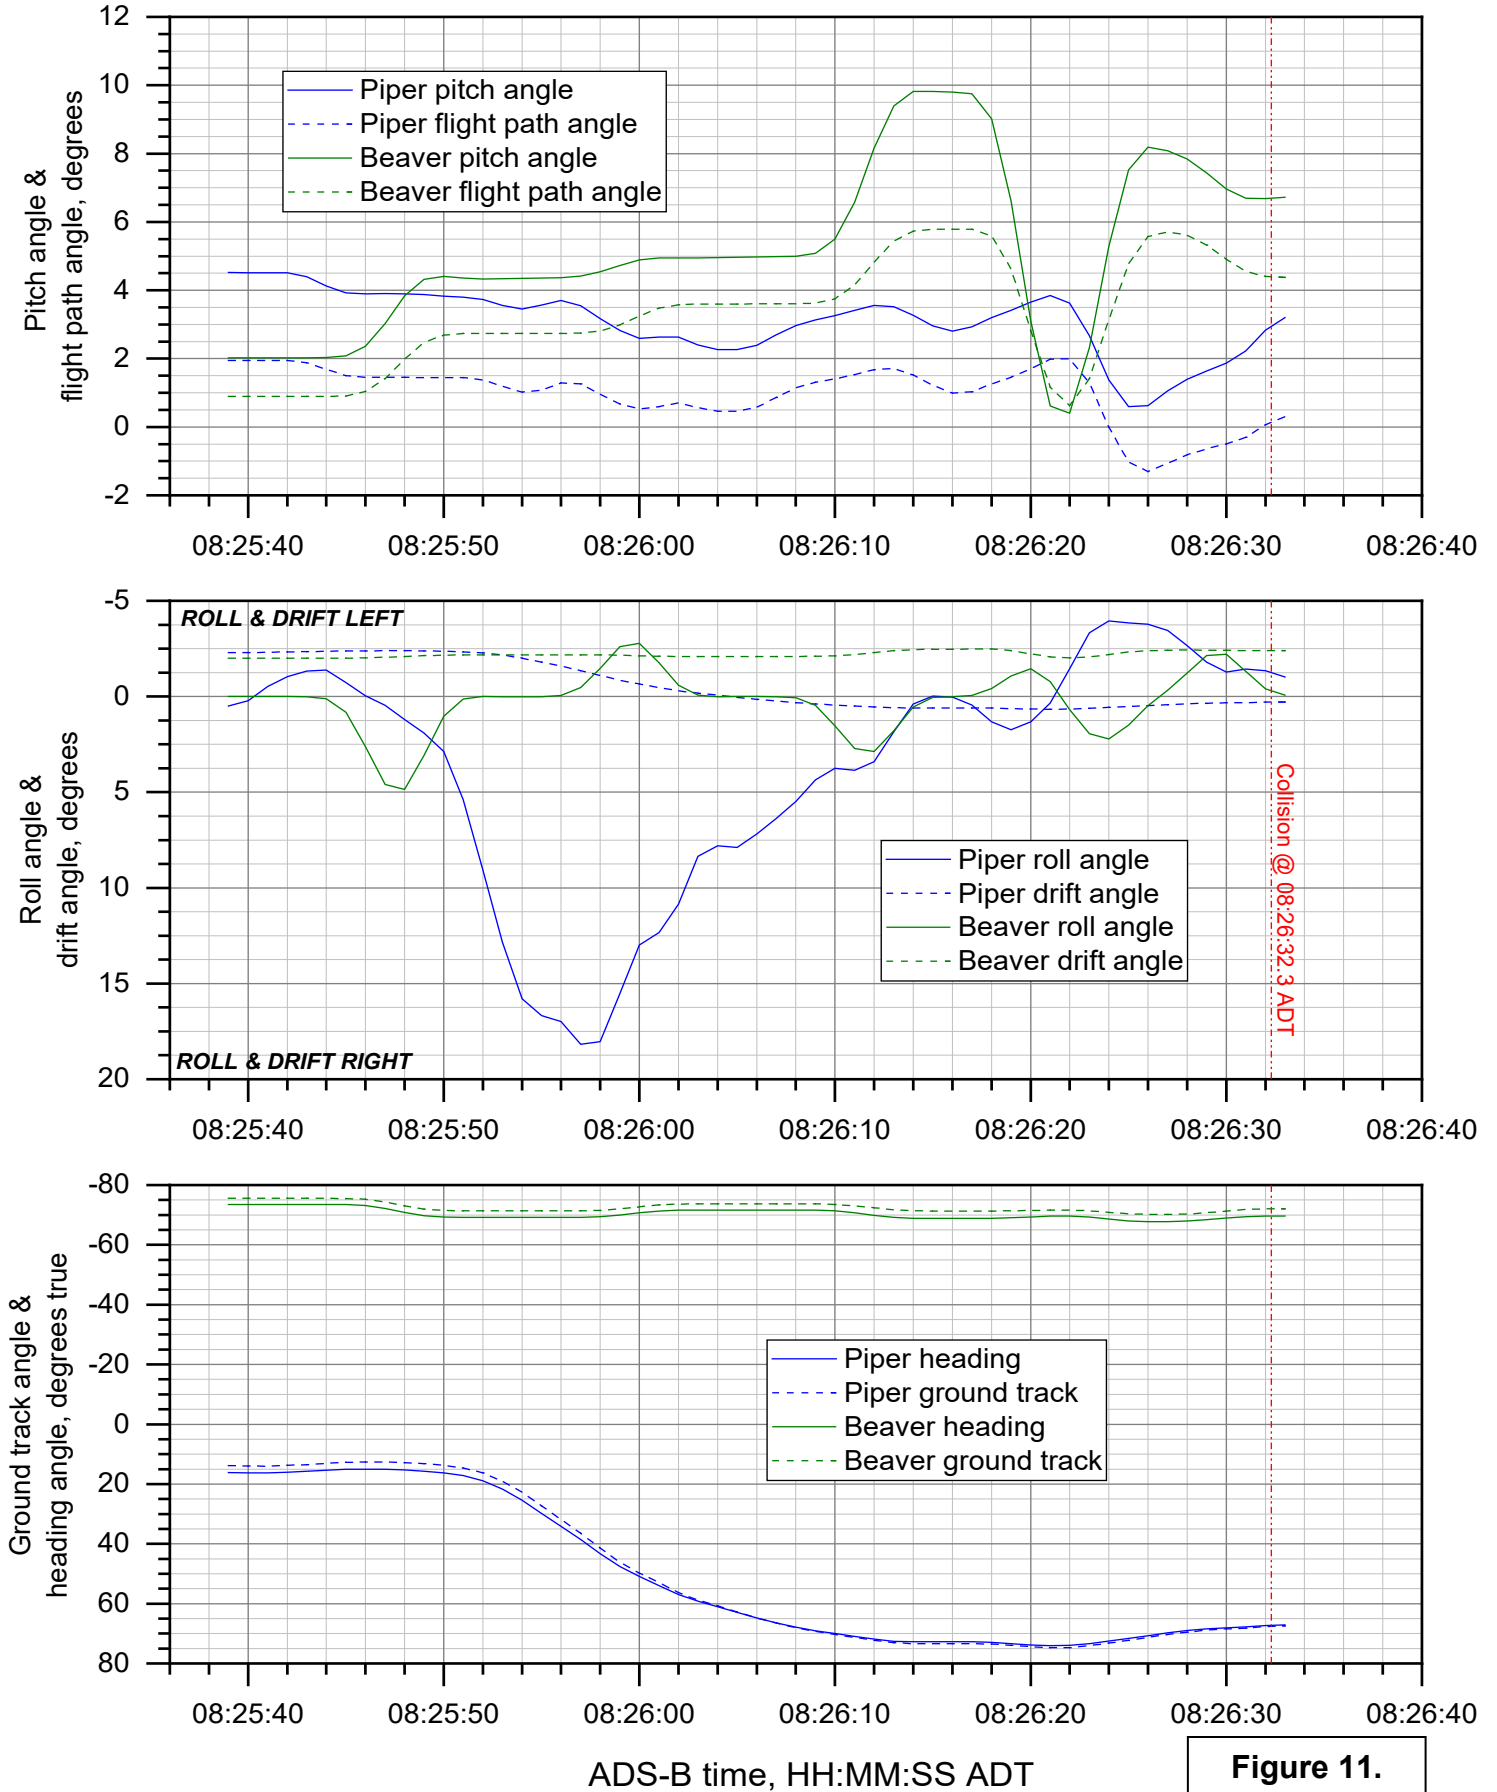 12
10
8
6
4
2
0
-2
Pitch angle &
flight path angle, degrees
Piper pitch angle
Piper flight path angle
Beaver pitch angle
Beaver flight path angle
08:25:40 08:25:50 08:26:00 08:26:10 08:26:20 08:26:30 08:26:40
-5
0
5
10
15
20
Roll angle &
drift angle, degrees
ROLL & DRIFT LEFT
Piper roll angle
Piper drift angle
Beaver roll angle
Beaver drift angle
Collision @ 08:26:32.3 ADT
ROLL & DRIFT RIGHT
08:25:40 08:25:50 08:26:00 08:26:10 08:26:20 08:26:30 08:26:40
-80
-60
-40
-20
0
20
40
60
80
Ground track angle &
heading angle, degrees true
Piper heading
Piper ground track
Beaver heading
Beaver ground track
08:25:40 08:25:50 08:26:00 08:26:10 08:26:20 08:26:30 08:26:40
ADS-B time, HH:MM:SS ADT
Figure 11.